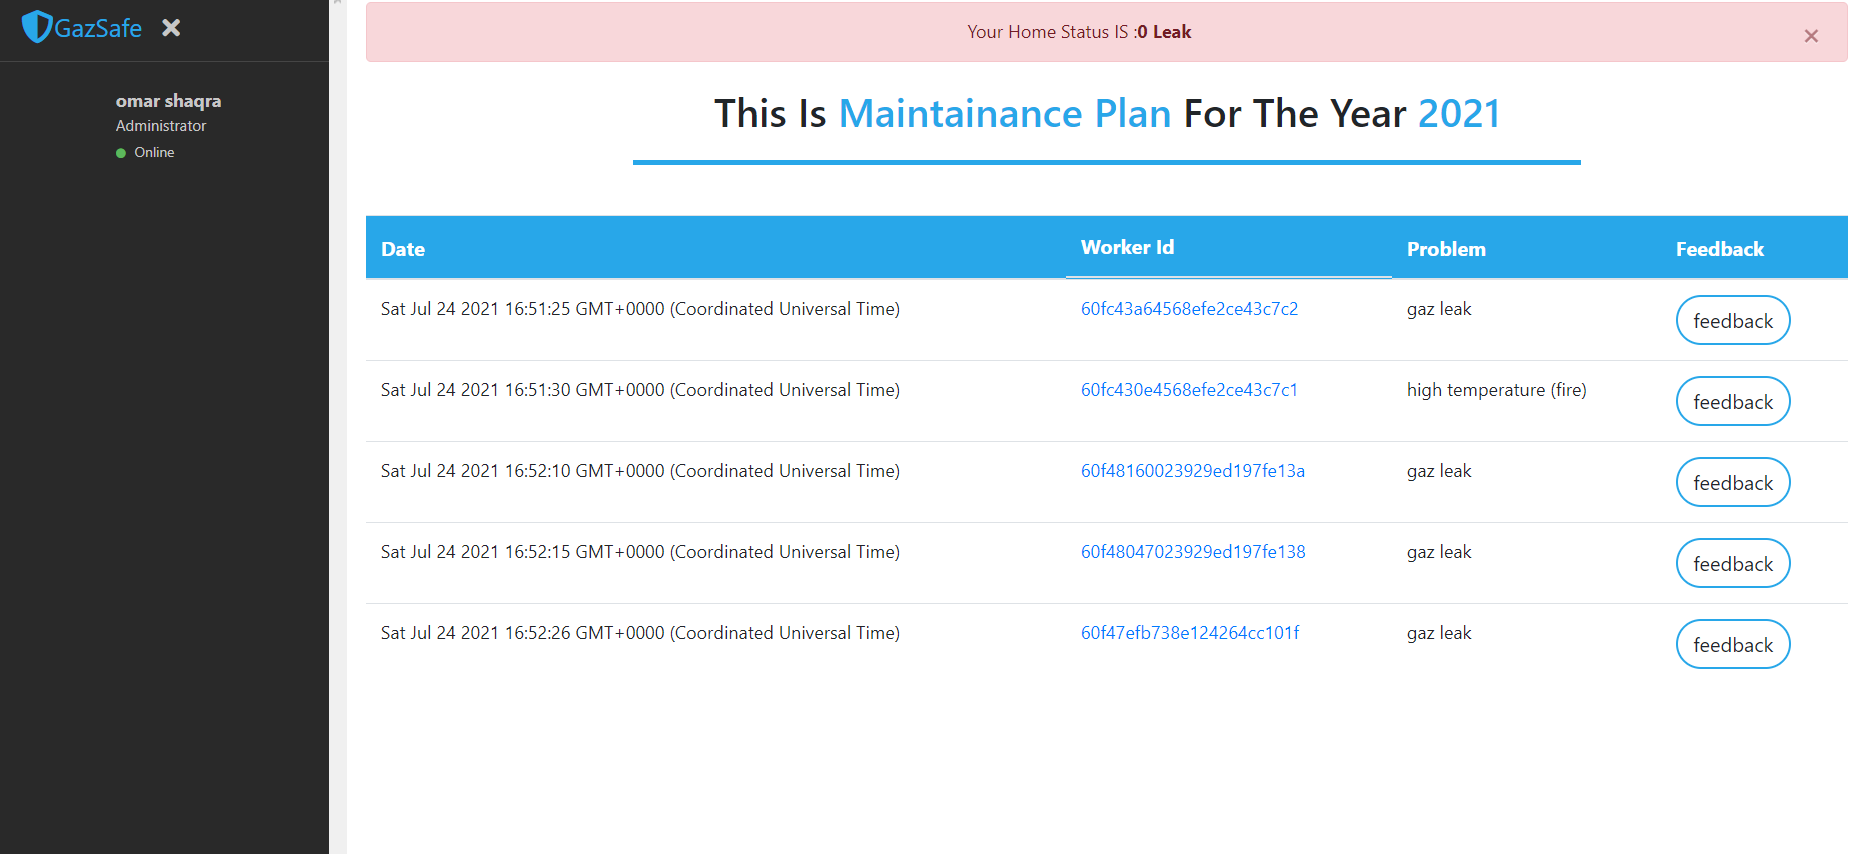 GazSafe
omar shaqra
Administrator
Online
Your Home Status IS :0 Leak
This Is Maintainance Plan For The Year 2021
Date Worker Id Problem Feedback
Sat Jul 24 2021 16:51:25 GMT+0000 (Coordinated Universal Time) 60fc43a64568efe2ce43c7c2 gaz leak feedback
Sat Jul 24 2021 16:51:30 GMT+0000 (Coordinated Universal Time) 60fc430e4568efe2ce43c7c1 high temperature (fire) feedback
Sat Jul 24 2021 16:52:10 GMT+0000 (Coordinated Universal Time) 60f48160023929ed197fe13a gaz leak feedback
Sat Jul 24 2021 16:52:15 GMT+0000 (Coordinated Universal Time) 60f48047023929ed197fe138 gaz leak feedback
Sat Jul 24 2021 16:52:26 GMT+0000 (Coordinated Universal Time) 60f47efb738e124264cc101f gaz leak feedback